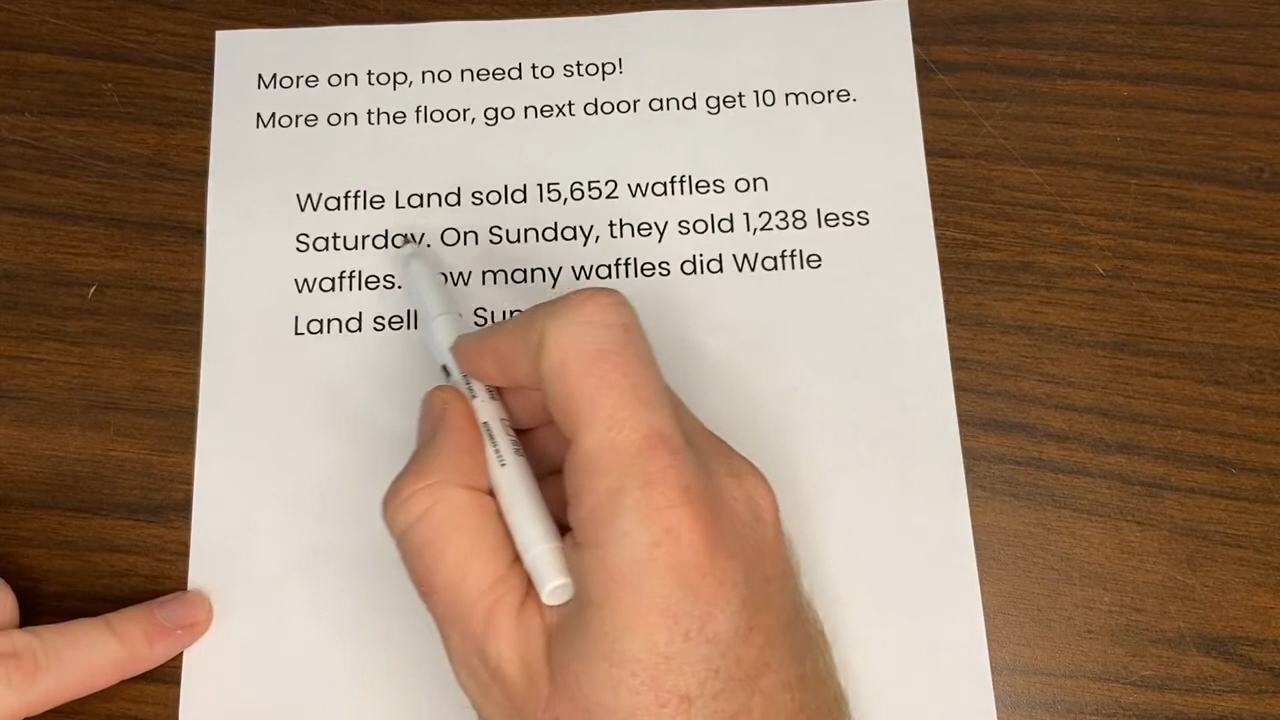 More on top, no need to stop!
More on the floor, go next door and get 10 more.
Waffle Land sold 15,652 waffles on
Saturday. On Sunday, they sold 1,238 less
waffles. many waffles did Waffle
Land sell